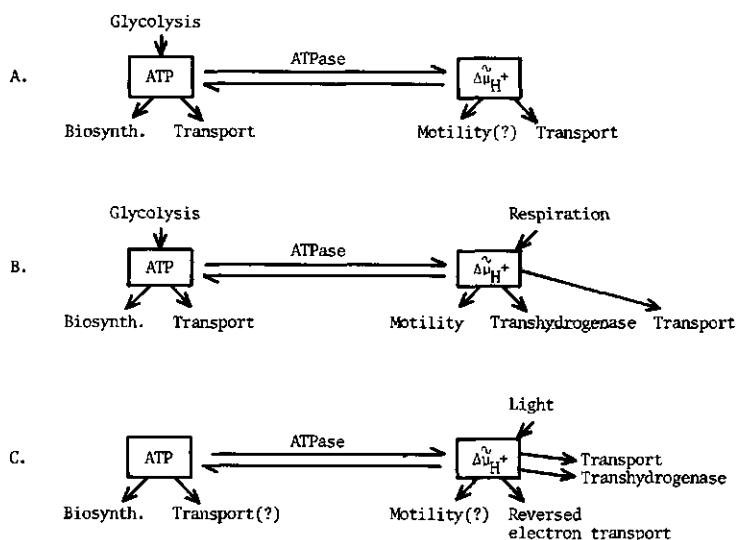 Glycolysis
A. ATP ATPase Δμ̃H+
Biosynth. Transport Motility(?) Transport
Glycolysis Respiration
B. ATP ATPase Δμ̃H+
Biosynth. Transport Motility Transhydrogenase Transport
Light
C. ATP ATPase Δμ̃H+ Transport
Transhydrogenase
Biosynth. Transport(?) Motility(?) Reversed
electron transport